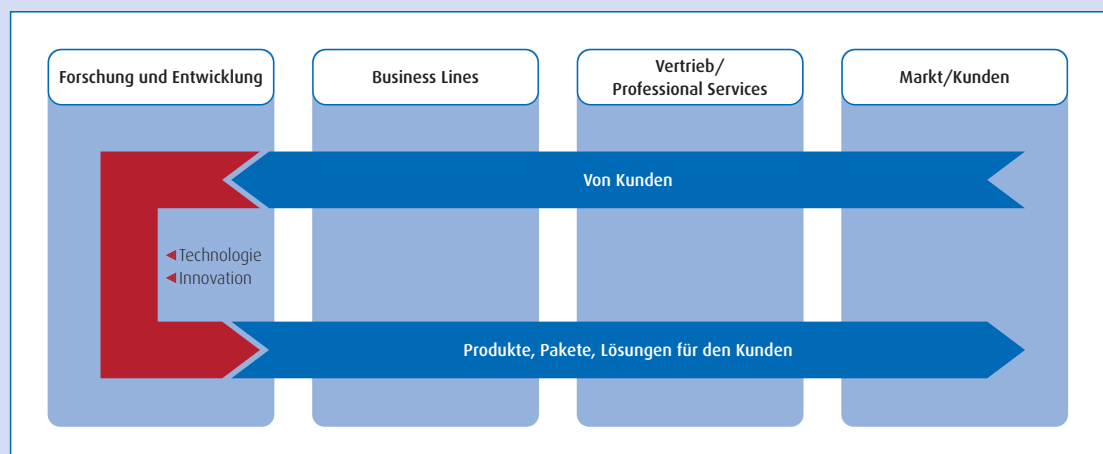 Forschung und Entwicklung
Business Lines
Vertrieb/
Professional Services
Markt/Kunden
Von Kunden
Technologie
Innovation
Produkte, Pakete, Lösungen für den Kunden